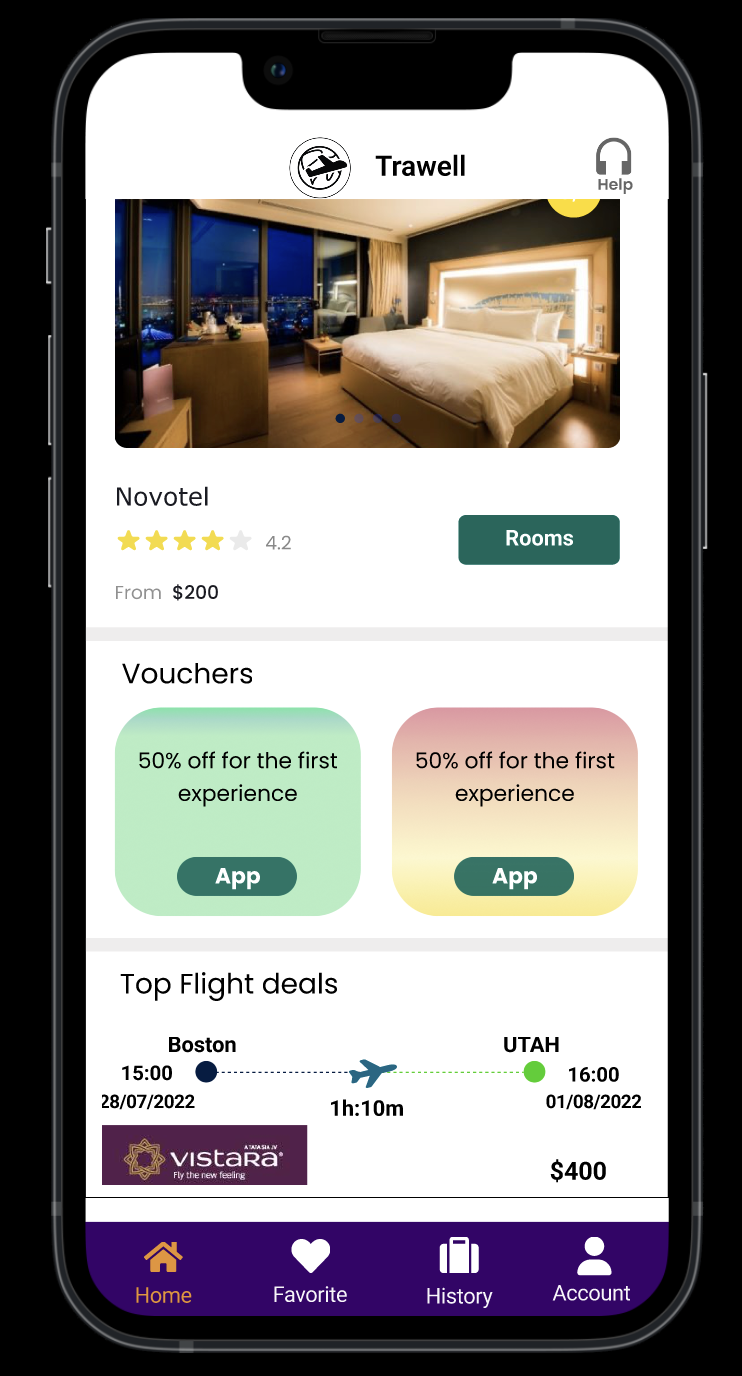 Trawell
Help
Novotel
4.2
Rooms
From $200
Vouchers
50% off for the first
experience
App
50% off for the first
experience
App
Top Flight deals
Boston
UTAH
15:00
16:00
28/07/2022
01/08/2022
1h:10m
A TATA SIA JV
vistara
Fly the new feeling
$400
Home
Favorite
History
Account